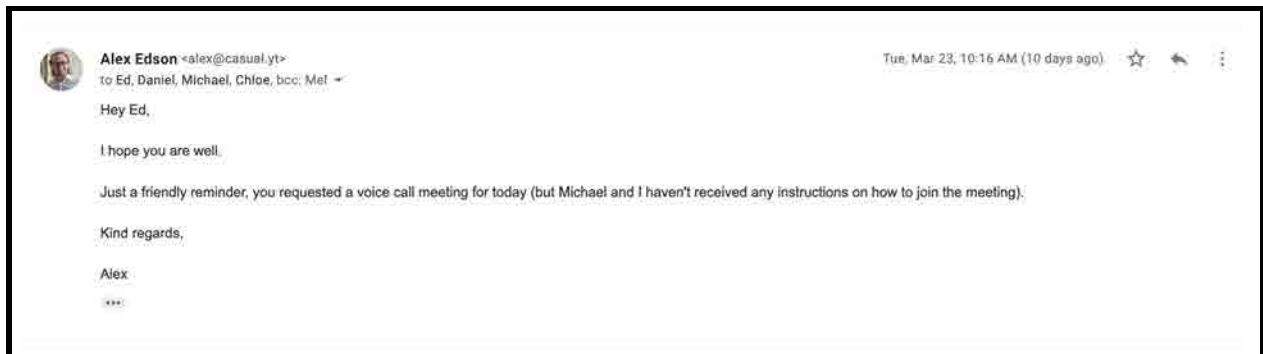 Alex Edson <alex@casual.yt>
Tue, Mar 23, 10:16 AM (10 days ago)
to Ed, Daniel, Michael, Chloe, bcc: Mel
Hey Ed,
I hope you are well.
Just a friendly reminder, you requested a voice call meeting for today (but Michael and I haven't received any instructions on how to join the meeting).
Kind regards,
Alex